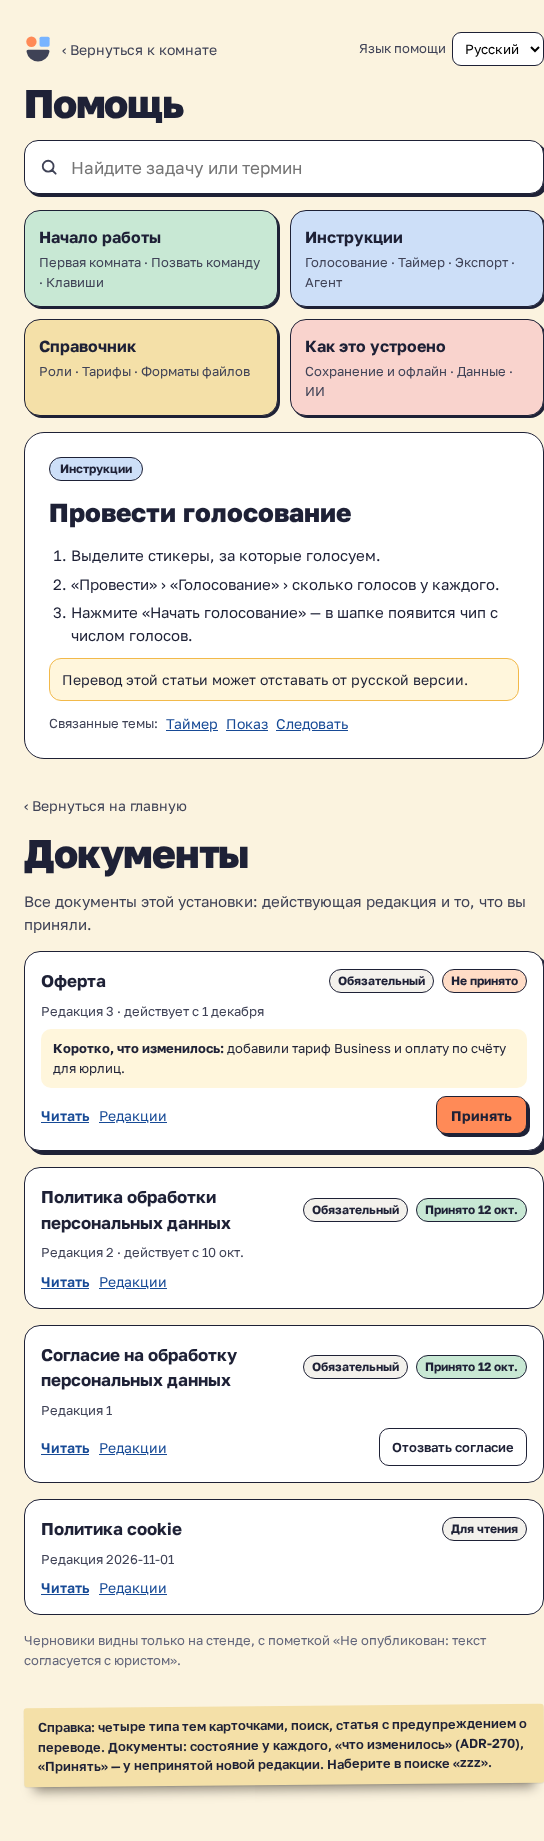 ‹ Вернуться к комнате
Язык помощи Русский
Помощь
Найдите задачу или термин
Начало работы
Первая комната · Позвать команду
· Клавиши
Инструкции
Голосование · Таймер · Экспорт ·
Агент
Справочник
Роли · Тарифы · Форматы файлов
Как это устроено
Сохранение и офлайн · Данные ·
ИИ
Инструкции
Провести голосование
1. Выделите стикеры, за которые голосуем.
2. «Провести» › «Голосование» › сколько голосов у каждого.
3. Нажмите «Начать голосование» — в шапке появится чип с
числом голосов.
Перевод этой статьи может отставать от русской версии.
Связанные темы: Таймер Показ Следовать
‹ Вернуться на главную
Документы
Все документы этой установки: действующая редакция и то, что вы
приняли.
Оферта
Обязательный Не принято
Редакция 3 · действует с 1 декабря
Коротко, что изменилось: добавили тариф Business и оплату по счёту
для юрлиц.
Читать Редакции
Принять
Политика обработки
персональных данных
Обязательный Принято 12 окт.
Редакция 2 · действует с 10 окт.
Читать Редакции
Согласие на обработку
персональных данных
Обязательный Принято 12 окт.
Редакция 1
Читать Редакции
Отозвать согласие
Политика cookie
Для чтения
Редакция 2026-11-01
Читать Редакции
Черновики видны только на стенде, с пометкой «Не опубликован: текст
согласуется с юристом».
Справка: четыре типа тем карточками, поиск, статья с предупреждением о
переводе. Документы: состояние у каждого, «что изменилось» (ADR-270),
«Принять» — у непринятой новой редакции. Наберите в поиске «zzz».